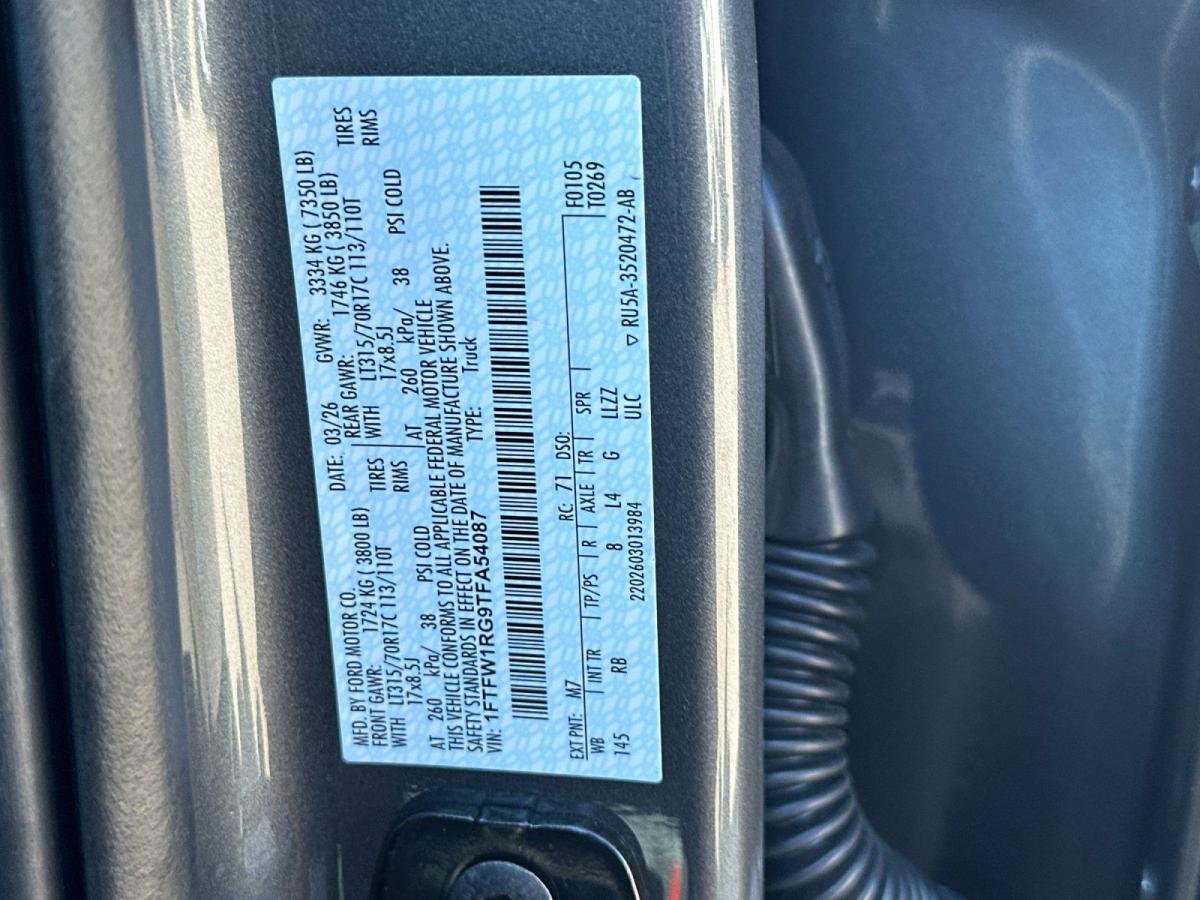 MFD. BY FORD MOTOR CO. DATE: 03/26 GVWR: 3334 KG ( 7350 LB)
FRONT GAWR: 1724 KG ( 3800 LB) REAR GAWR: 1746 KG ( 3850 LB)
WITH LT315/70R17C 113/110T TIRES WITH LT315/70R17C 113/110T TIRES
17x8.5J RIMS 17x8.5J RIMS
AT 260 kPa/ 38 PSI COLD AT 260 kPa/ 38 PSI COLD
THIS VEHICLE CONFORMS TO ALL APPLICABLE FEDERAL MOTOR VEHICLE
SAFETY STANDARDS IN EFFECT ON THE DATE OF MANUFACTURE SHOWN ABOVE.
VIN: 1FTFW1RG9TFA54087 TYPE: Truck
EXT PNT: M7 RC: 71 DSO: F0105
WB INT TR TP/PS R AXLE TR SPR T0269
145 RB 8 L4 G LLZZ
2202603013984 ULC ▽ RU5A-3520472-AB